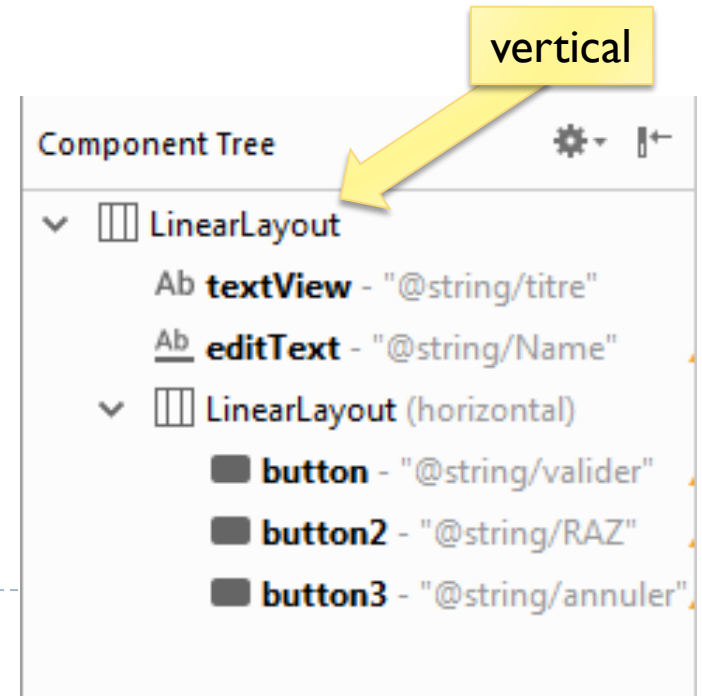 vertical
Component Tree
LinearLayout
Ab textView - "@string/titre"
Ab editText - "@string/Name"
LinearLayout (horizontal)
button - "@string/valider"
button2 - "@string/RAZ"
button3 - "@string/annuler"